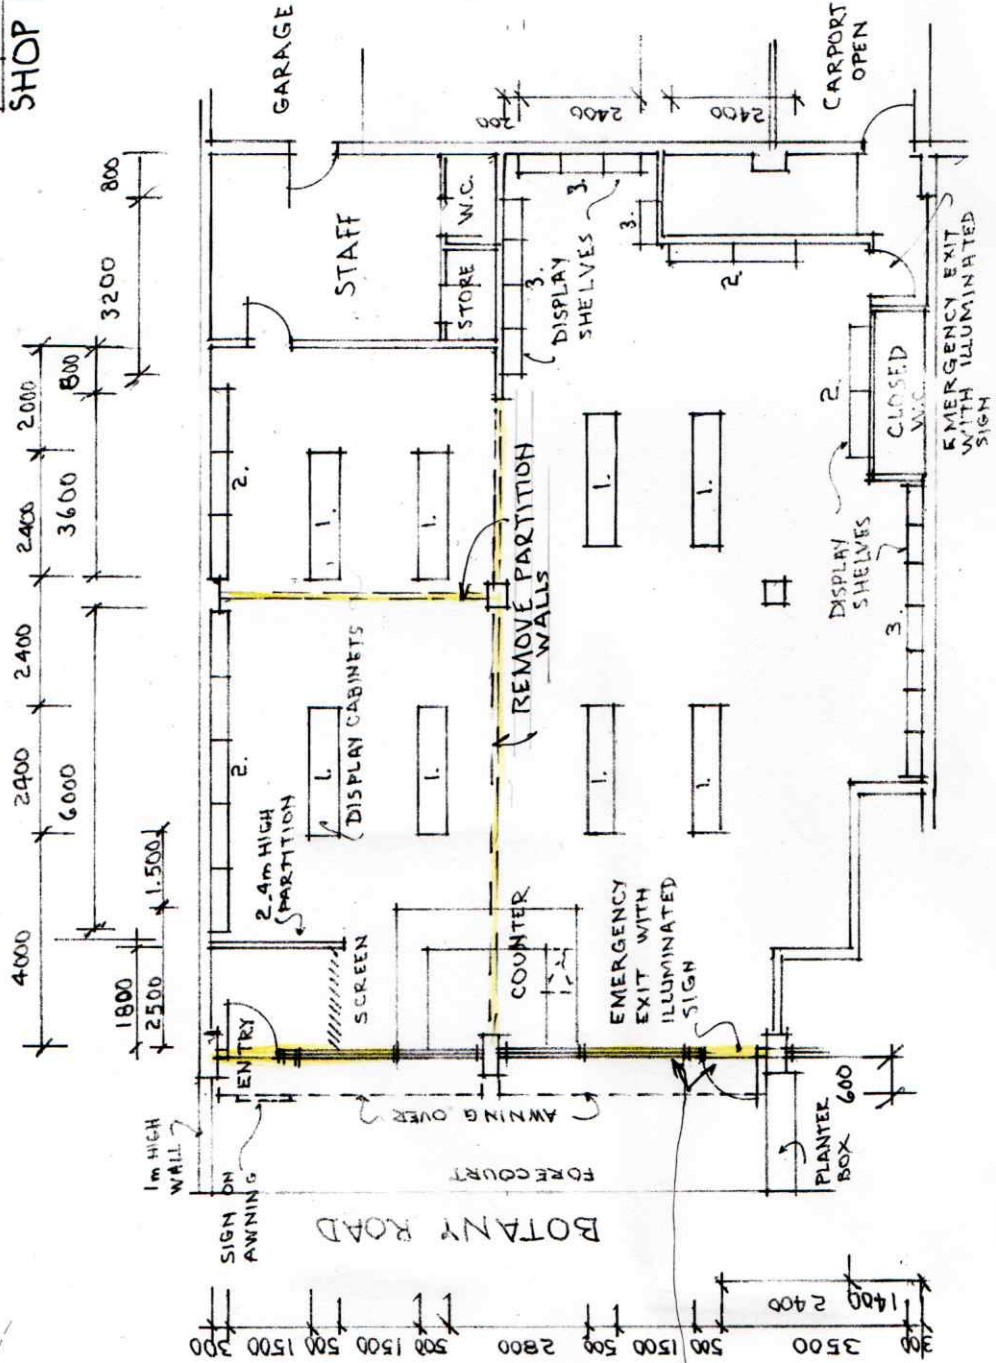 SHOP
GARAGE
CARPORT
OPEN
800
3200
2000
800
2400
3600
2400
2400
6000
1.500
4000
1800
2500
200
2400
2400
STAFF
STORE
W.C.
3.
3.
3.
DISPLAY
SHELVES
2.
2.
CLOSED
W.C.
EMERGENCY EXIT
WITH ILLUMINATED
SIGN
2.
1.
1.
1.
1.
REMOVE PARTITION
WALLS
DISPLAY
SHELVES
3.
2.
1.
1.
1.
1.
DISPLAY CABINETS
2.4m HIGH
PARTITION
SCREEN
COUNTER
EMERGENCY
EXIT WITH
ILLUMINATED
SIGN
ENTRY
AWNING OVER
1m HIGH
WALL
SIGN ON
AWNING
FORECOURT
PLANTER
BOX
600
BOTANY ROAD
300
1500
500
1500
500
2800
500
1500
500
3500
300
2400
1400